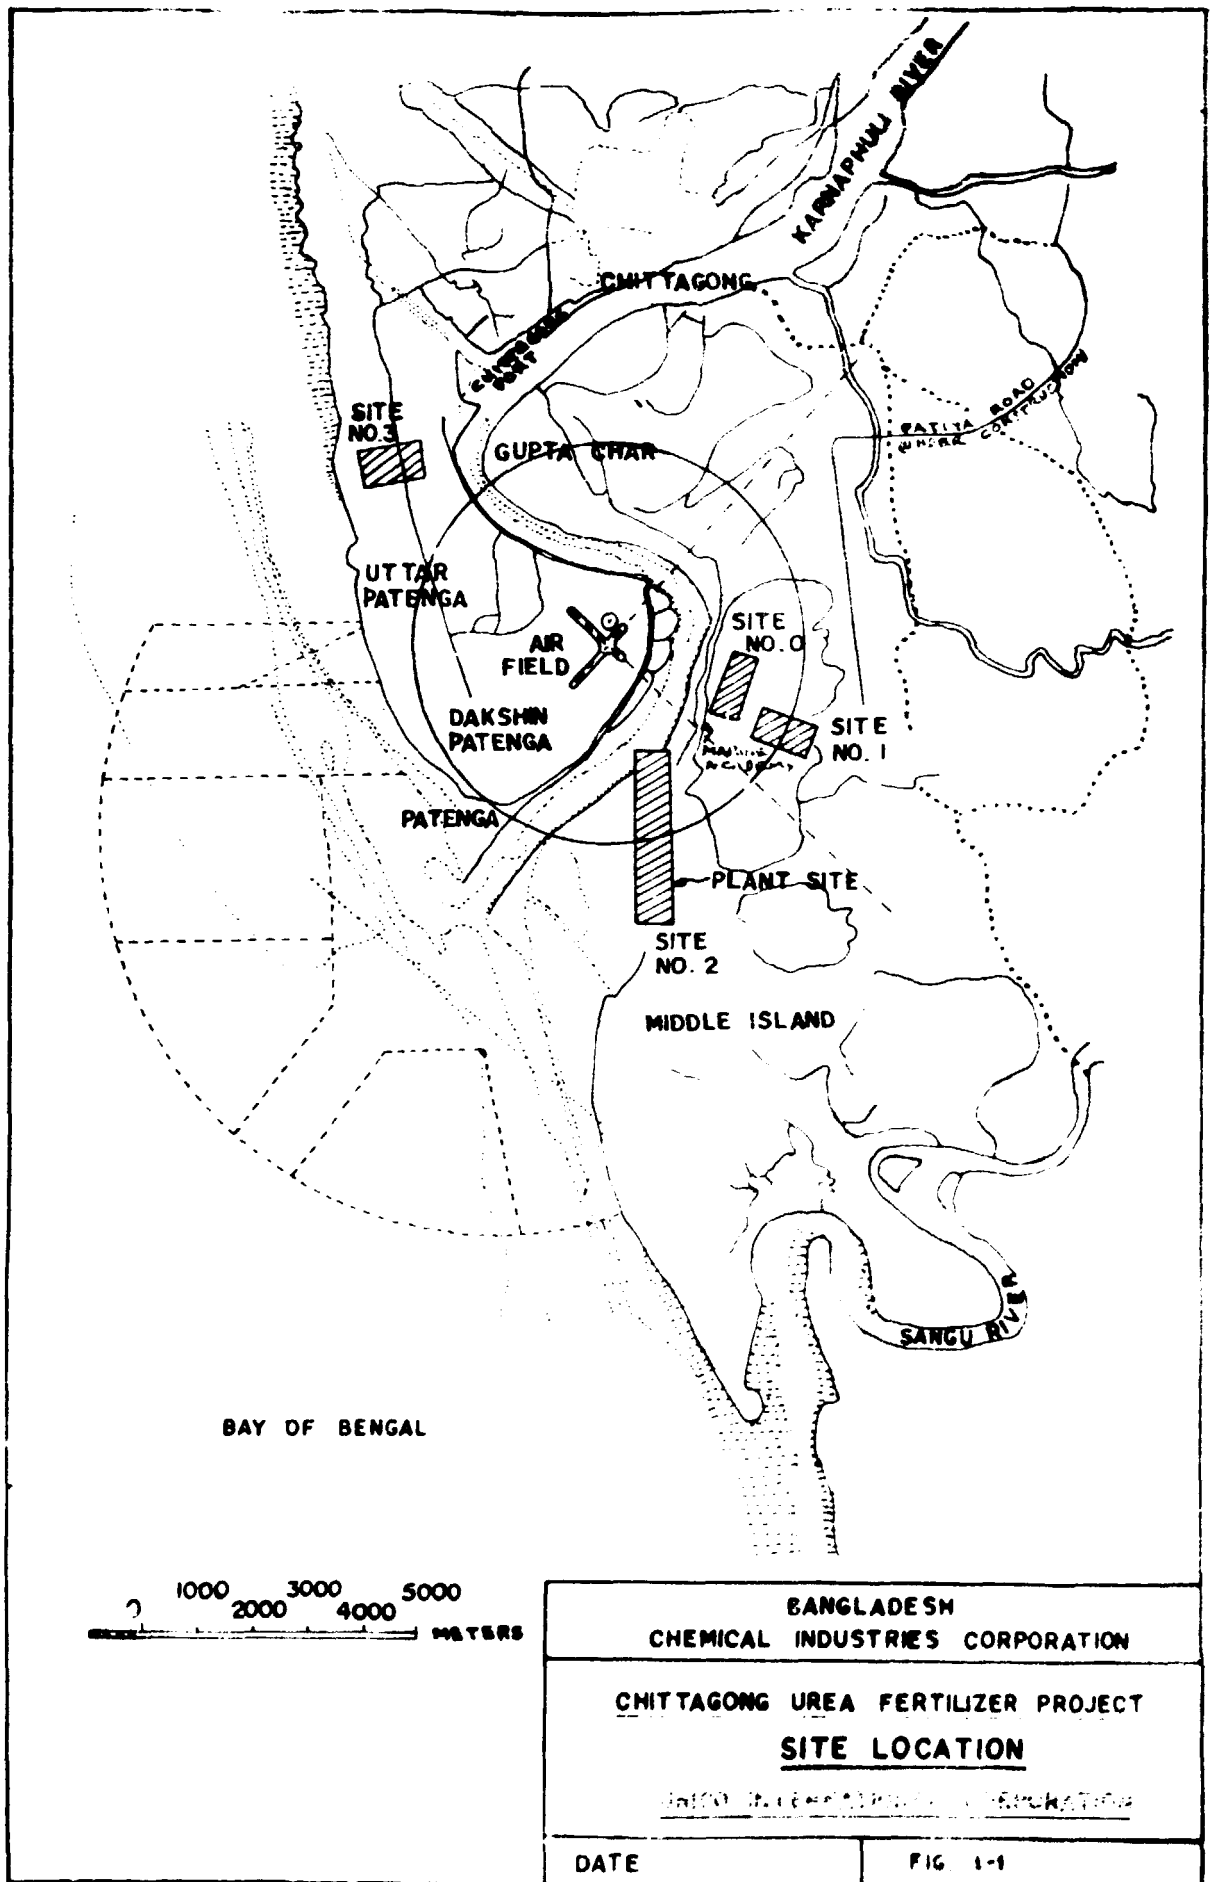 KARNAPHULI RIVER
CHITTAGONG
PORT
SITE
NO.3
PATIYA ROAD
CONSTRUCTION
GUPTA CHAR
UTTAR
PATENGA
AIR
FIELD
SITE
NO. 0
DAKSHIN
PATENGA
SITE
NO. 1
PATENGA
PLANT SITE
SITE
NO. 2
MIDDLE ISLAND
SANGU RIVER
BAY OF BENGAL
0 1000 2000 3000 4000 5000
METERS
BANGLADESH
CHEMICAL INDUSTRIES CORPORATION
CHITTAGONG UREA FERTILIZER PROJECT
SITE LOCATION
DATE
FIG 1-1